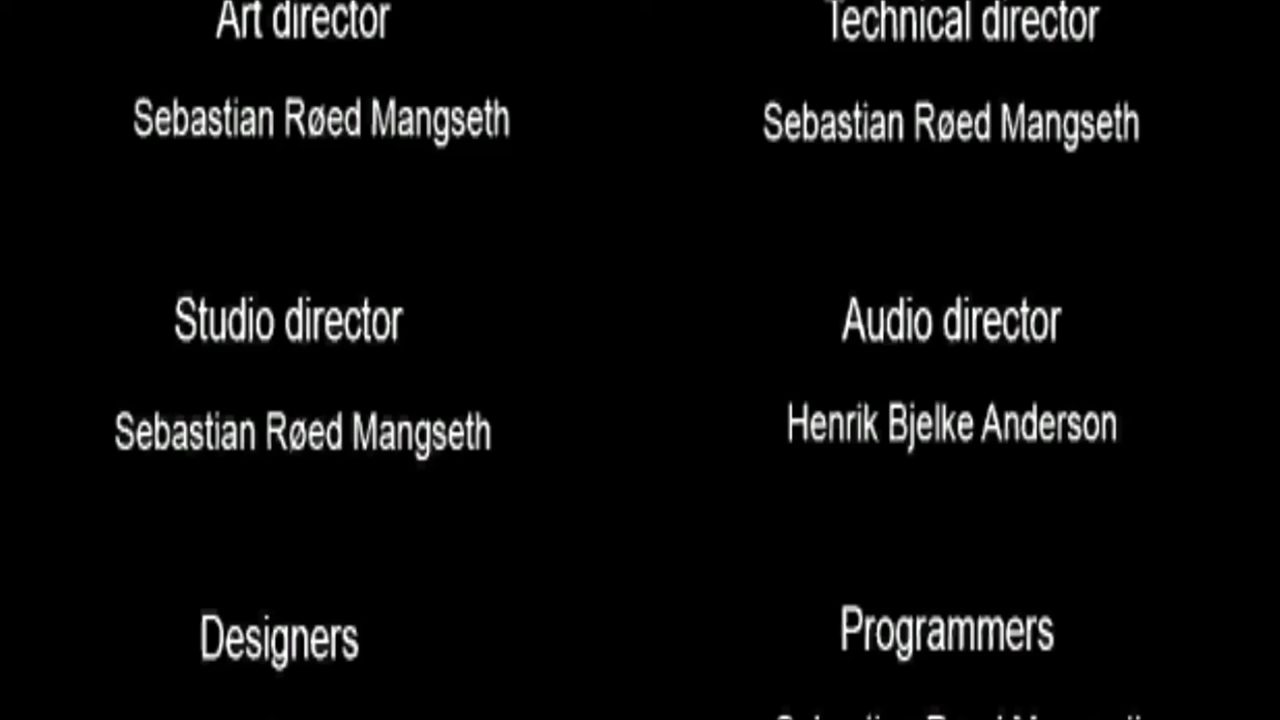 Art director
Technical director
Sebastian Røed Mangseth
Sebastian Røed Mangseth
Studio director
Audio director
Sebastian Røed Mangseth
Henrik Bjelke Anderson
Designers
Programmers